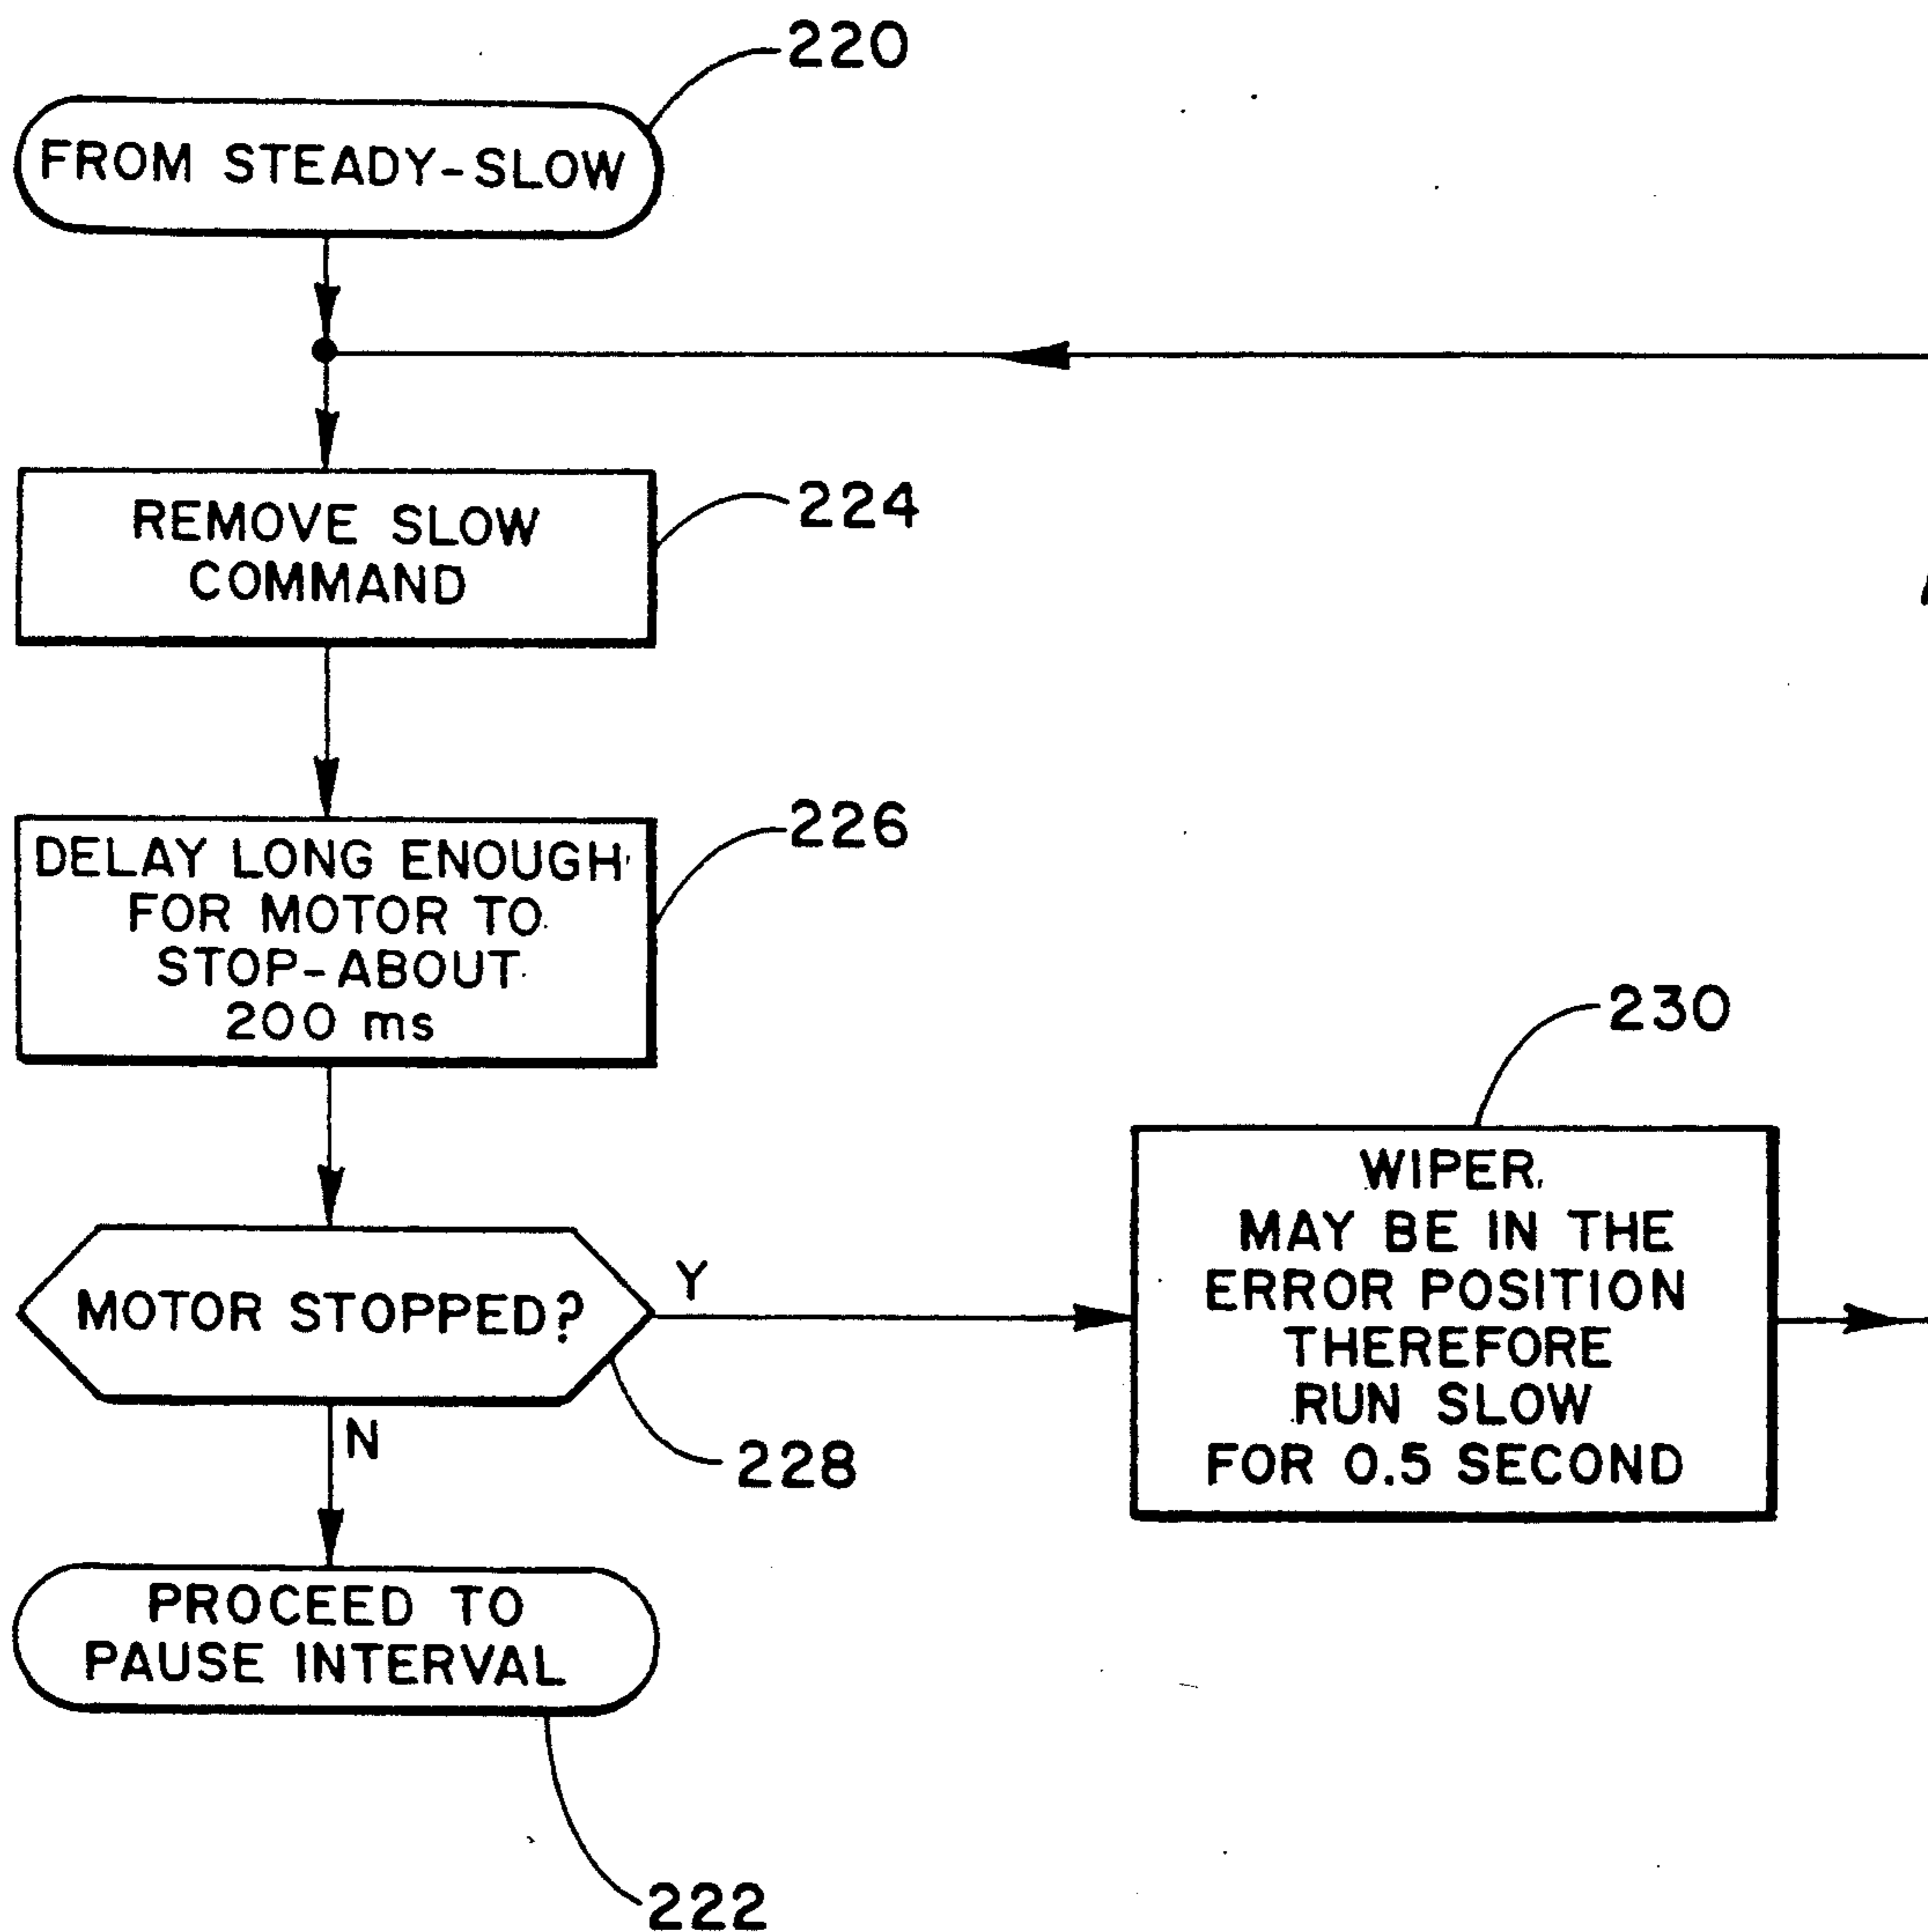 220
FROM STEADY-SLOW
REMOVE SLOW
COMMAND
224
DELAY LONG ENOUGH
FOR MOTOR TO
STOP-ABOUT
200 ms
226
MOTOR STOPPED?
Y
N
228
230
WIPER
MAY BE IN THE
ERROR POSITION
THEREFORE
RUN SLOW
FOR 0.5 SECOND
PROCEED TO
PAUSE INTERVAL
222